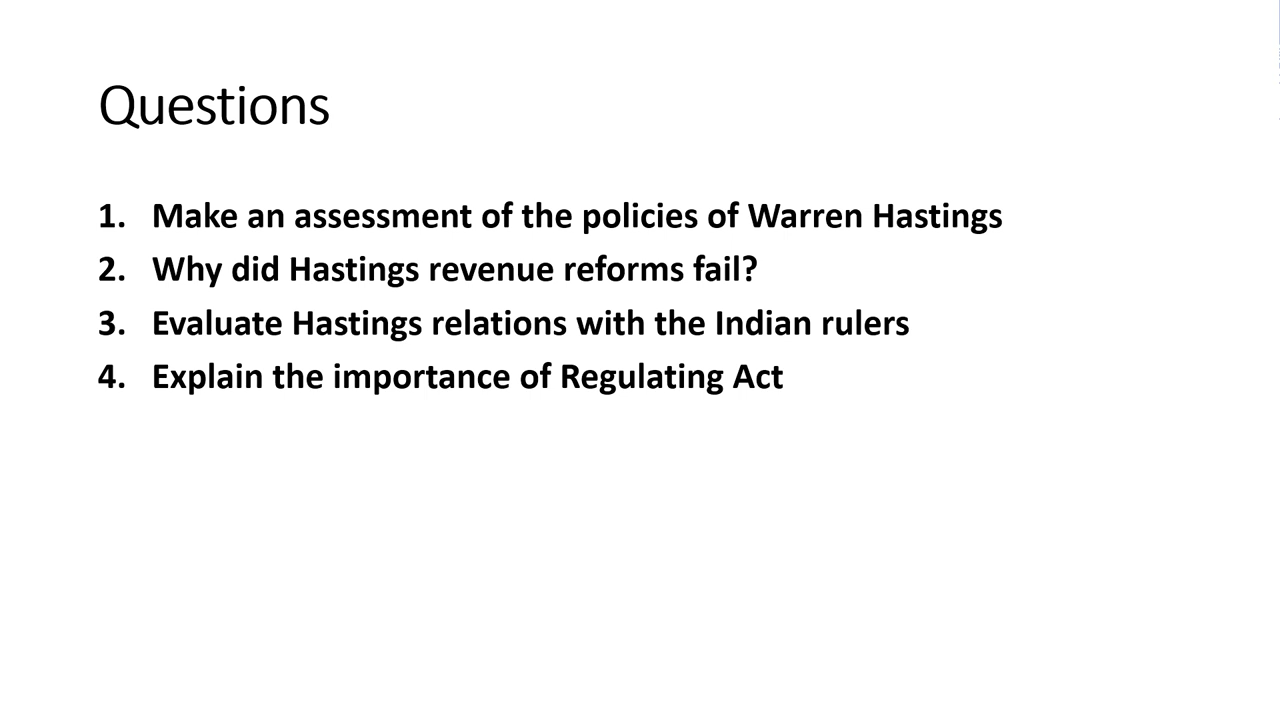 Questions
1. Make an assessment of the policies of Warren Hastings
2. Why did Hastings revenue reforms fail?
3. Evaluate Hastings relations with the Indian rulers
4. Explain the importance of Regulating Act